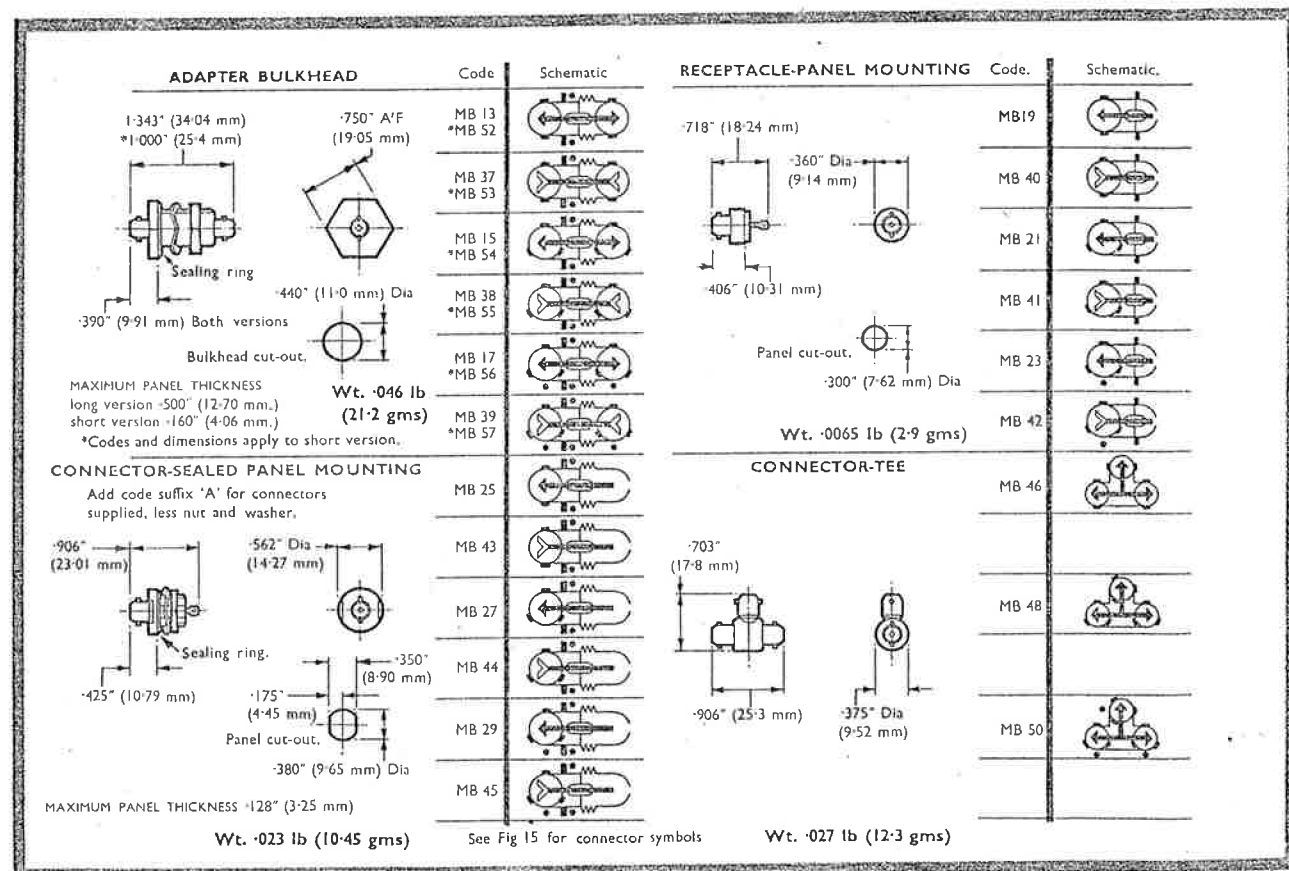 ADAPTER BULKHEAD
Code
Schematic
1·343" (34·04 mm)
*1·000" (25·4 mm)
·750" A'F
(19·05 mm)
Sealing ring
·440" (11·0 mm) Dia
·390" (9·91 mm) Both versions
Bulkhead cut-out.
MAXIMUM PANEL THICKNESS
long version ·500" (12·70 mm.)
short version ·160" (4·06 mm.)
*Codes and dimensions apply to short version.
Wt. ·046 lb
(21·2 gms)
MB 13
*MB 52
MB 37
*MB 53
MB 15
*MB 54
MB 38
*MB 55
MB 17
*MB 56
MB 39
*MB 57
CONNECTOR-SEALED PANEL MOUNTING
Add code suffix 'A' for connectors
supplied, less nut and washer.
·906"
(23·01 mm)
·562" Dia
(14·27 mm)
Sealing ring.
·425" (10·79 mm)
·350"
(8·90 mm)
·175"
(4·45 mm)
Panel cut-out.
·380" (9·65 mm) Dia
MAXIMUM PANEL THICKNESS ·128" (3·25 mm)
Wt. ·023 lb (10·45 gms)
MB 25
MB 43
MB 27
MB 44
MB 29
MB 45
See Fig 15 for connector symbols
RECEPTACLE-PANEL MOUNTING
Code.
Schematic.
·718" (18·24 mm)
·360" Dia
(9·14 mm)
·406" (10·31 mm)
Panel cut-out.
·300" (7·62 mm) Dia
Wt. ·0065 lb (2·9 gms)
MB19
MB 40
MB 21
MB 41
MB 23
MB 42
CONNECTOR-TEE
·703"
(17·8 mm)
·906" (25·3 mm)
·375" Dia
(9·52 mm)
Wt. ·027 lb (12·3 gms)
MB 46
MB 48
MB 50